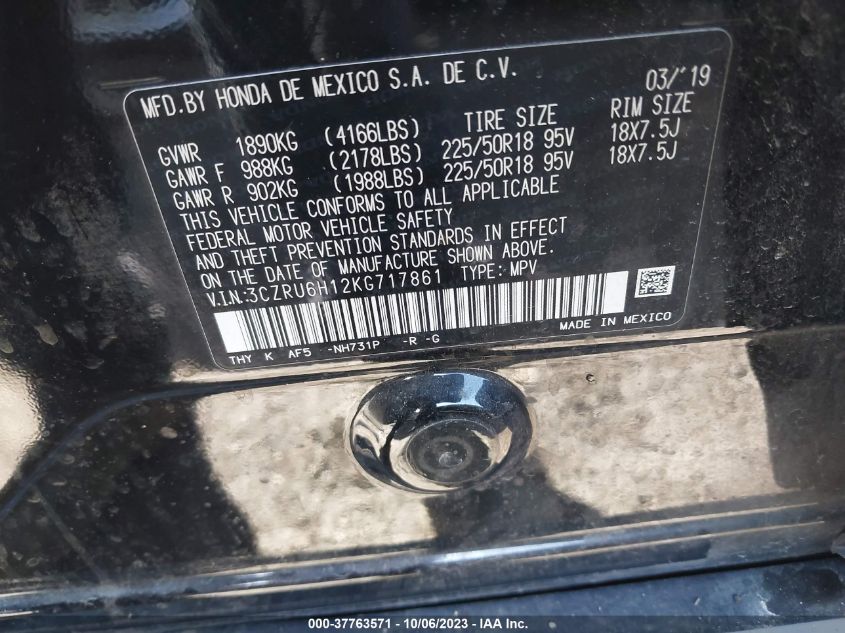 MFD.BY HONDA DE MEXICO S.A. DE C.V. 03/'19
TIRE SIZE RIM SIZE
GVWR 1890KG (4166LBS)
GAWR F 988KG (2178LBS) 225/50R18 95V 18X7.5J
GAWR R 902KG (1988LBS) 225/50R18 95V 18X7.5J
THIS VEHICLE CONFORMS TO ALL APPLICABLE
FEDERAL MOTOR VEHICLE SAFETY
AND THEFT PREVENTION STANDARDS IN EFFECT
ON THE DATE OF MANUFACTURE SHOWN ABOVE.
V.I.N.:3CZRU6H12KG717861 TYPE: MPV
THY K AF5 -NH731P -R -G MADE IN MEXICO
000-37763571 - 10/06/2023 - IAA Inc.